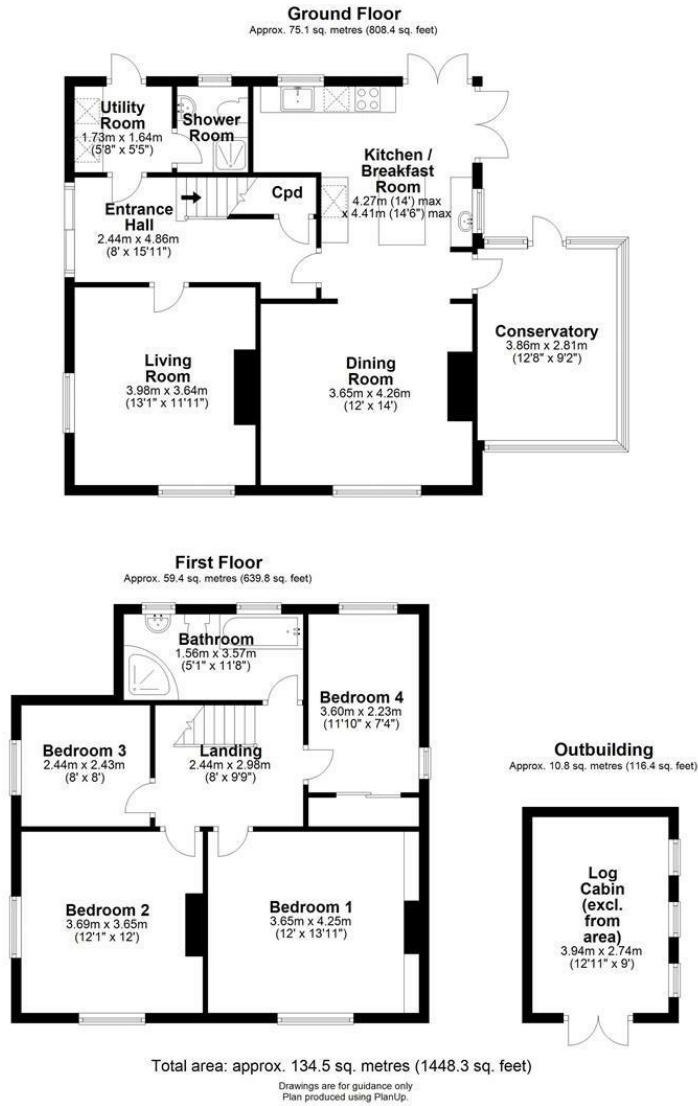 Ground Floor
Approx. 75.1 sq. metres (808.4 sq. feet)
Utility
Room
1.73m x 1.64m
(5'8" x 5'5")
Shower
Room
Kitchen /
Breakfast
Room
4.27m (14') max
x 4.41m (14'6") max
Cpd
Entrance
Hall
2.44m x 4.86m
(8' x 15'11")
Living
Room
3.98m x 3.64m
(13'1" x 11'11")
Dining
Room
3.65m x 4.26m
(12' x 14')
Conservatory
3.86m x 2.81m
(12'8" x 9'2")
First Floor
Approx. 59.4 sq. metres (639.8 sq. feet)
Bathroom
1.56m x 3.57m
(5'1" x 11'8")
Bedroom 4
3.60m x 2.23m
(11'10" x 7'4")
Bedroom 3
2.44m x 2.43m
(8' x 8')
Landing
2.44m x 2.98m
(8' x 9'9")
Bedroom 2
3.69m x 3.65m
(12'1" x 12')
Bedroom 1
3.65m x 4.25m
(12' x 13'11")
Outbuilding
Approx. 10.8 sq. metres (116.4 sq. feet)
Log
Cabin
(excl.
from
area)
3.94m x 2.74m
(12'11" x 9')
Total area: approx. 134.5 sq. metres (1448.3 sq. feet)
Drawings are for guidance only
Plan produced using PlanUp.